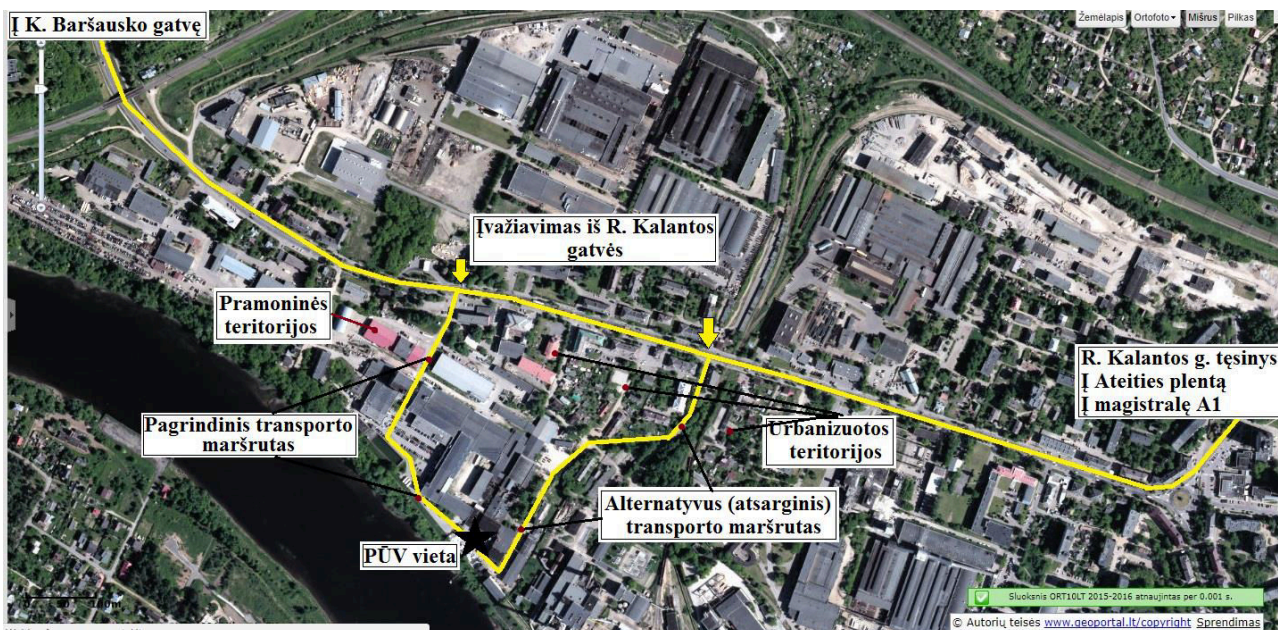 Į K. Baršausko gatvę
Žemėlapis Ortofoto Mišrus Pilkas
Įvažiavimas iš R. Kalantos
gatvės
Pramoninės
teritorijos
R. Kalantos g. tęsinys
Į Ateities plentą
Į magistralę A1
Pagrindinis transporto
maršrutas
Urbanizuotos
teritorijos
Alternatyvus (atsarginis)
transporto maršrutas
PŪV vieta
Sluoksnis ORT10LT 2015-2016 atnaujintas per 0.001 s.
© Autorių teisės www.geoportal.lt/copyright Sprendimas